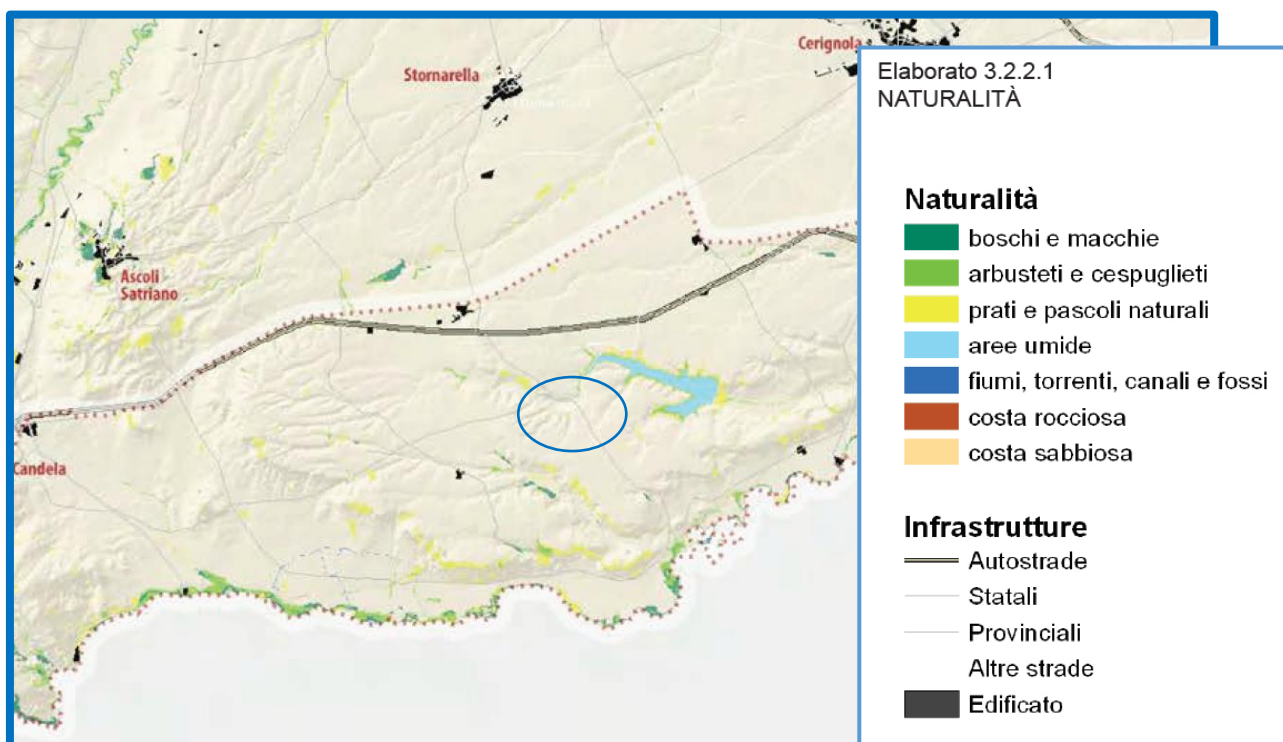 Cerignola
Stornarella
Ascoli
Satriano
Candela
Elaborato 3.2.2.1
NATURALITÀ
Naturalità
boschi e macchie
arbusteti e cespuglieti
prati e pascoli naturali
aree umide
fiumi, torrenti, canali e fossi
costa rocciosa
costa sabbiosa
Infrastrutture
Autostrade
Statali
Provinciali
Altre strade
Edificato